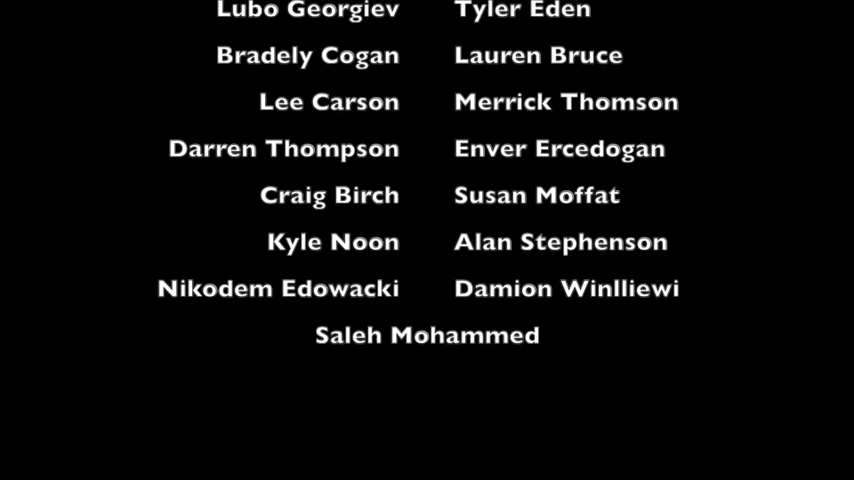 Lubo Georgiev Tyler Eden
Bradely Cogan Lauren Bruce
Lee Carson Merrick Thomson
Darren Thompson Enver Ercedogan
Craig Birch Susan Moffat
Kyle Noon Alan Stephenson
Nikodem Edowacki Damion Winlliewi
Saleh Mohammed